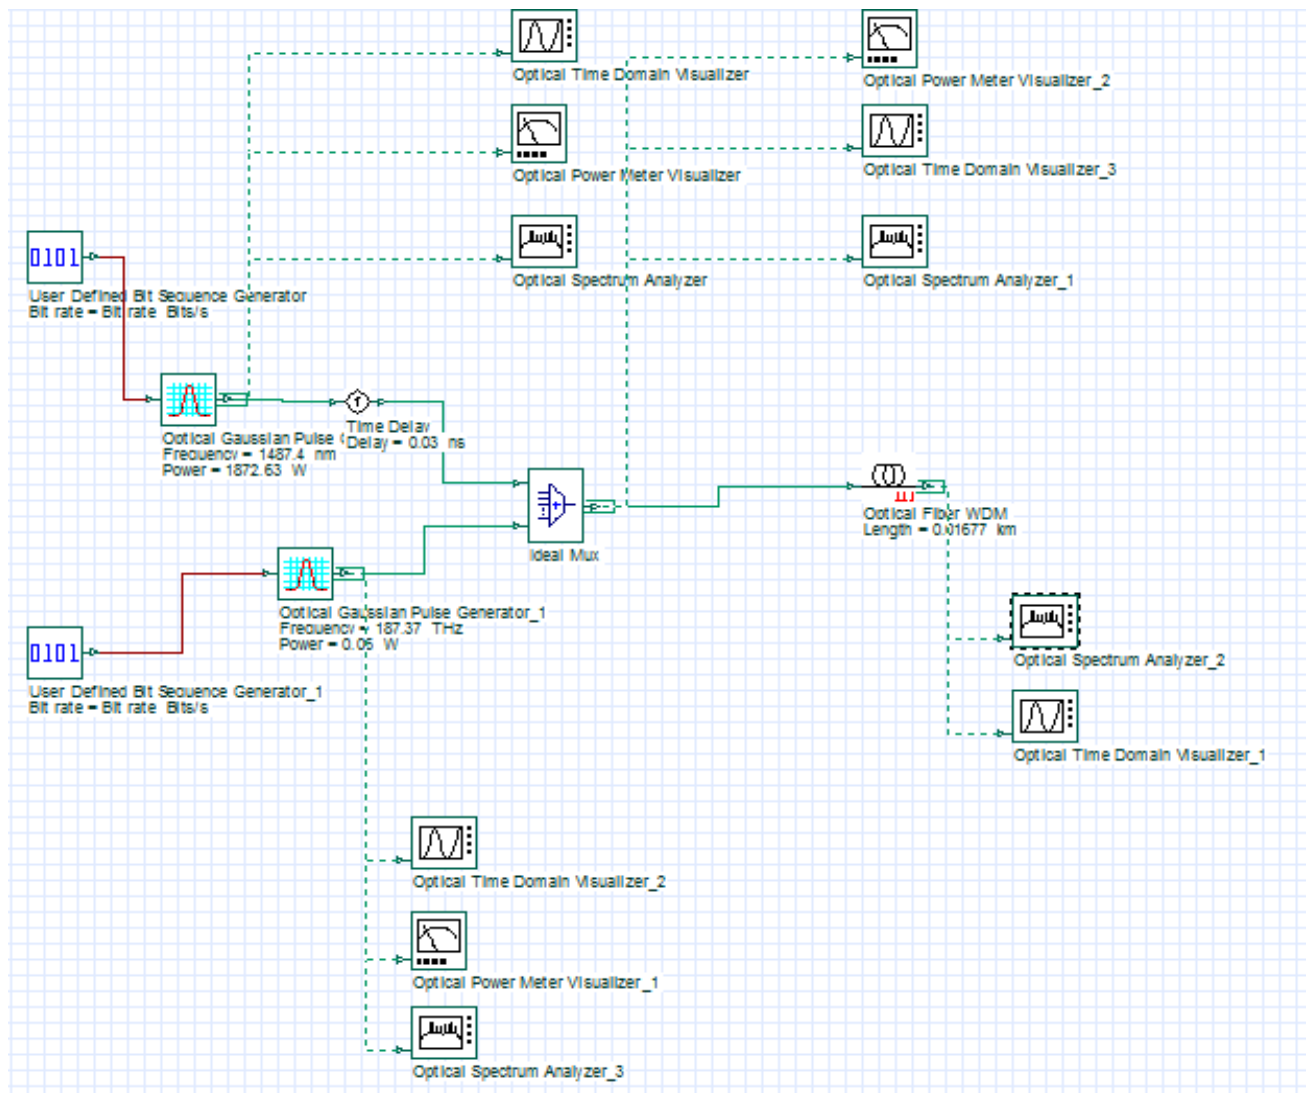 Optical Time Domain Visualizer
Optical Power Meter Visualizer_2
Optical Power Meter Visualizer
Optical Time Domain Visualizer_3
0101
User Defined Bit Sequence Generator
Bit rate = Bit rate Bits/s
Optical Spectrum Analyzer
Optical Spectrum Analyzer_1
Optical Gaussian Pulse
Frequency = 1487.4 nm
Power = 1872.63 W
Time Delay
Delay = 0.03 ns
Ideal Mux
Optical Fiber WDM
Length = 0.01677 km
Optical Gaussian Pulse Generator_1
Frequency = 187.37 THz
Power = 0.05 W
0101
User Defined Bit Sequence Generator_1
Bit rate = Bit rate Bits/s
Optical Spectrum Analyzer_2
Optical Time Domain Visualizer_1
Optical Time Domain Visualizer_2
Optical Power Meter Visualizer_1
Optical Spectrum Analyzer_3